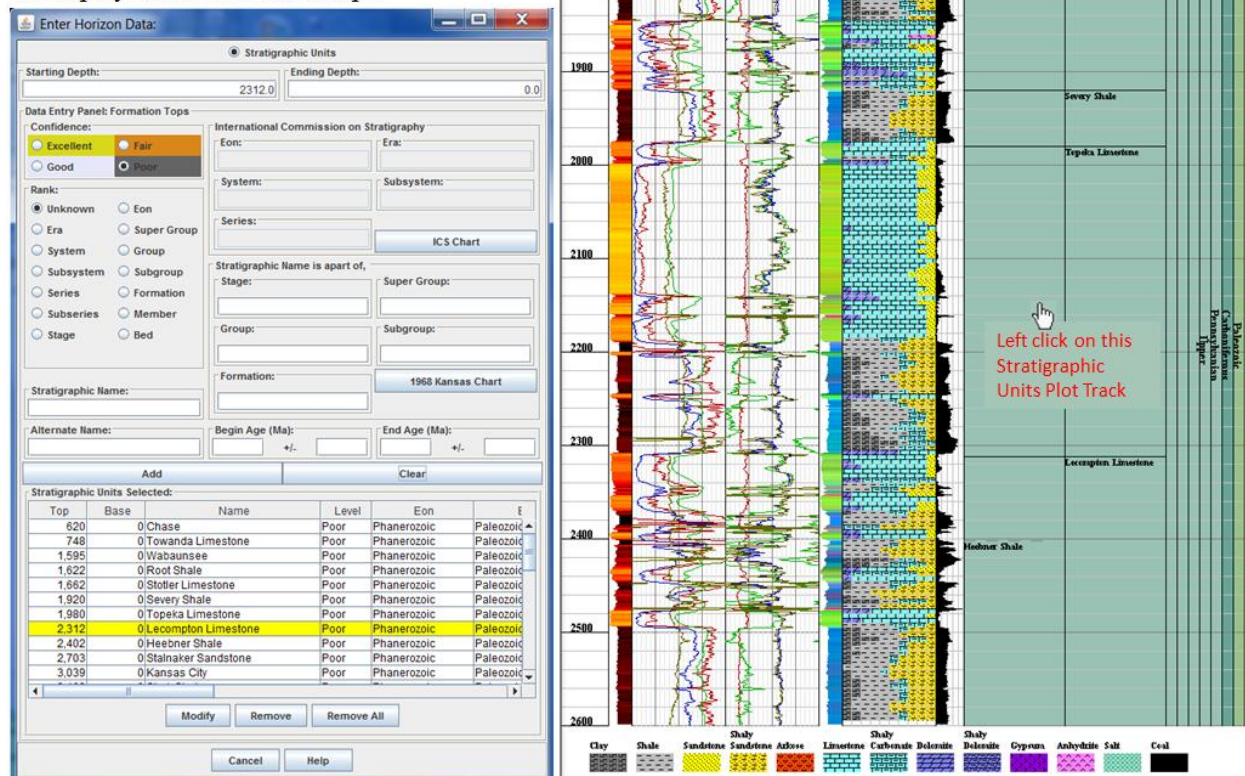 Enter Horizon Data:
Stratigraphic Units
Starting Depth:
2312.0
Ending Depth:
0.0
Data Entry Panel: Formation Tops
Confidence:
Excellent
Fair
Good
Poor
Rank:
Unknown
Eon
Era
Super Group
System
Group
Subsystem
Subgroup
Series
Formation
Subseries
Member
Stage
Bed
International Commission on Stratigraphy
Eon:
Era:
System:
Subsystem:
Series:
ICS Chart
Stratigraphic Name is apart of,
Stage:
Super Group:
Group:
Subgroup:
Formation:
1968 Kansas Chart
Stratigraphic Name:
Alternate Name:
Begin Age (Ma):
+/-
End Age (Ma):
+/-
Add
Clear
Stratigraphic Units Selected:
Top Base Name Level Eon E
620 0 Chase Poor Phanerozoic Paleozoic
748 0 Towanda Limestone Poor Phanerozoic Paleozoic
1,595 0 Wabaunsee Poor Phanerozoic Paleozoic
1,622 0 Root Shale Poor Phanerozoic Paleozoic
1,662 0 Stotler Limestone Poor Phanerozoic Paleozoic
1,920 0 Severy Shale Poor Phanerozoic Paleozoic
1,980 0 Topeka Limestone Poor Phanerozoic Paleozoic
2,312 0 Lecompton Limestone Poor Phanerozoic Paleozoic
2,402 0 Heebner Shale Poor Phanerozoic Paleozoic
2,703 0 Stalnaker Sandstone Poor Phanerozoic Paleozoic
3,039 0 Kansas City Poor Phanerozoic Paleozoic
Modify
Remove
Remove All
Cancel
Help
1900
Severy Shale
2000
Topeka Limestone
2100
2200
Left click on this
Stratigraphic
Units Plot Track
Upper
Pennsylvanian
Carboniferous
Paleozoic
2300
Lecompton Limestone
2400
Heebner Shale
2500
2600
Clay
Shale
Sandstone
Shaly
Sandstone
Arkose
Limestone
Shaly
Carbonate
Dolomite
Shaly
Dolomite
Gypsum
Anhydrite
Salt
Coal